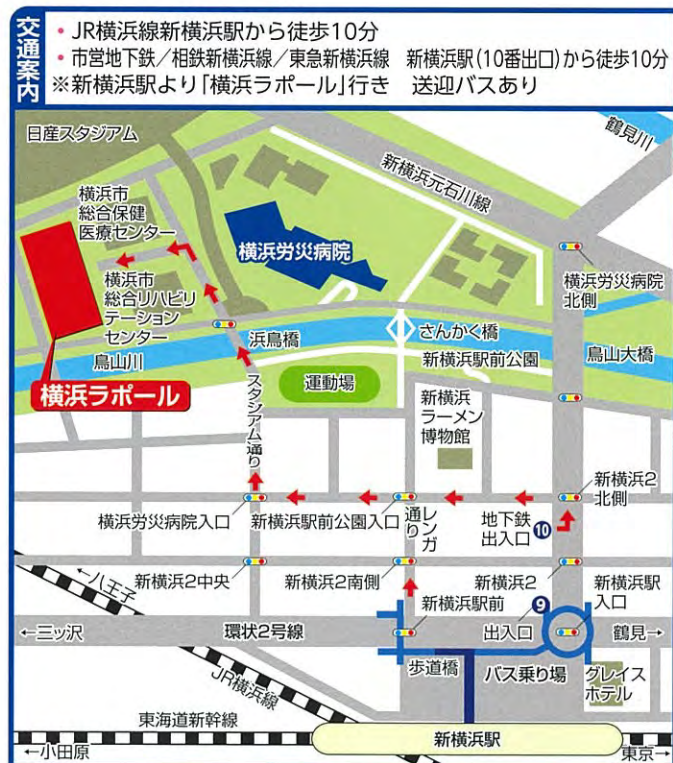 交通案内
・JR横浜線新横浜駅から徒歩10分
・市営地下鉄／相鉄新横浜線／東急新横浜線　新横浜駅(10番出口)から徒歩10分
※新横浜駅より「横浜ラポール」行き　送迎バスあり
日産スタジアム
鶴見川
新横浜元石川線
横浜市
総合保健
医療センター
横浜労災病院
横浜労災病院
北側
横浜市
総合リハビリ
テーション
センター
浜鳥橋
さんかく橋
鳥山川
新横浜駅前公園
鳥山大橋
横浜ラポール
スタジアム通り
運動場
新横浜
ラーメン
博物館
新横浜2
北側
横浜労災病院入口
新横浜駅前公園入口
レンガ
通り
地下鉄
出入口
10
←八王子
新横浜2中央
新横浜2南側
新横浜2
新横浜駅
入口
新横浜駅前
9
出入口
←三ッ沢
環状2号線
鶴見→
歩道橋
バス乗り場
グレイス
ホテル
JR横浜線
東海道新幹線
新横浜駅
←小田原
東京→